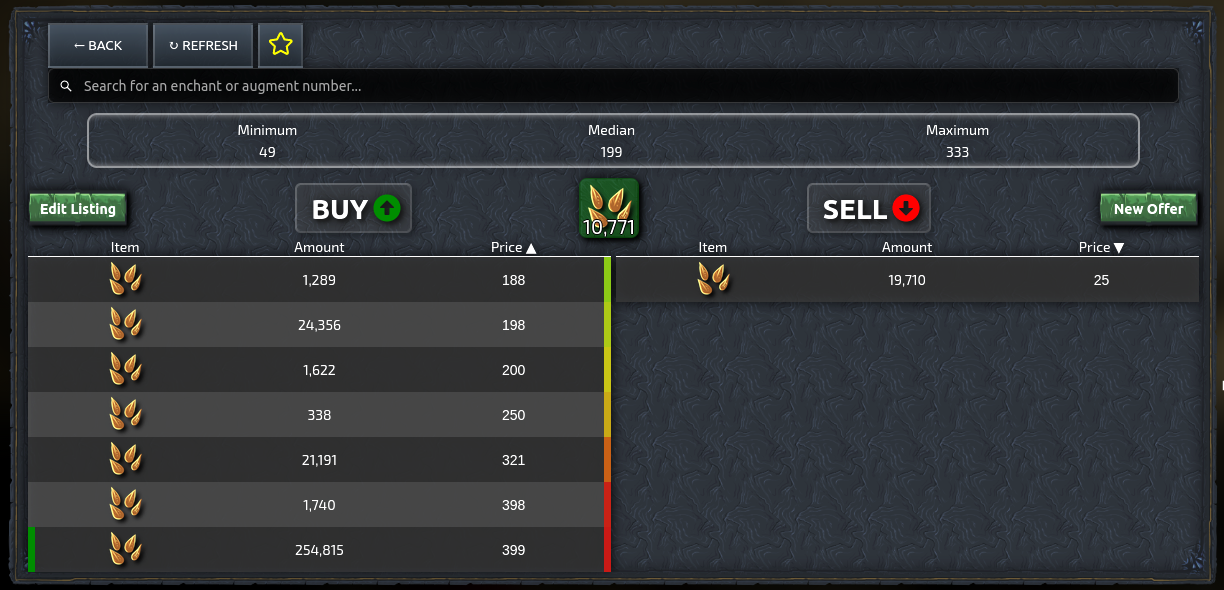 ← BACK ↻ REFRESH
Search for an enchant or augment number...
Minimum Median Maximum
49 199 333
Edit Listing BUY 10,771 SELL New Offer
Item Amount Price ▲ Item Amount Price ▼
1,289 188 19,710 25
24,356 198
1,622 200
338 250
21,191 321
1,740 398
254,815 399